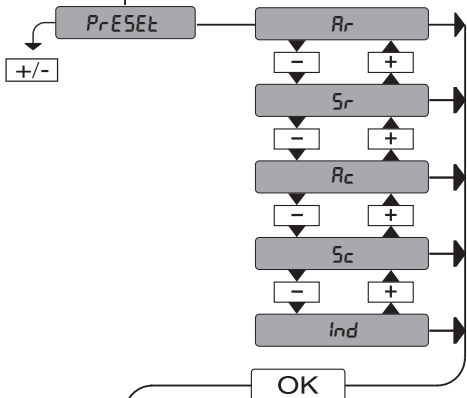 PrESEt
Ar
+/-
- +
Sr
- +
Ac
- +
Sc
- +
Ind
OK